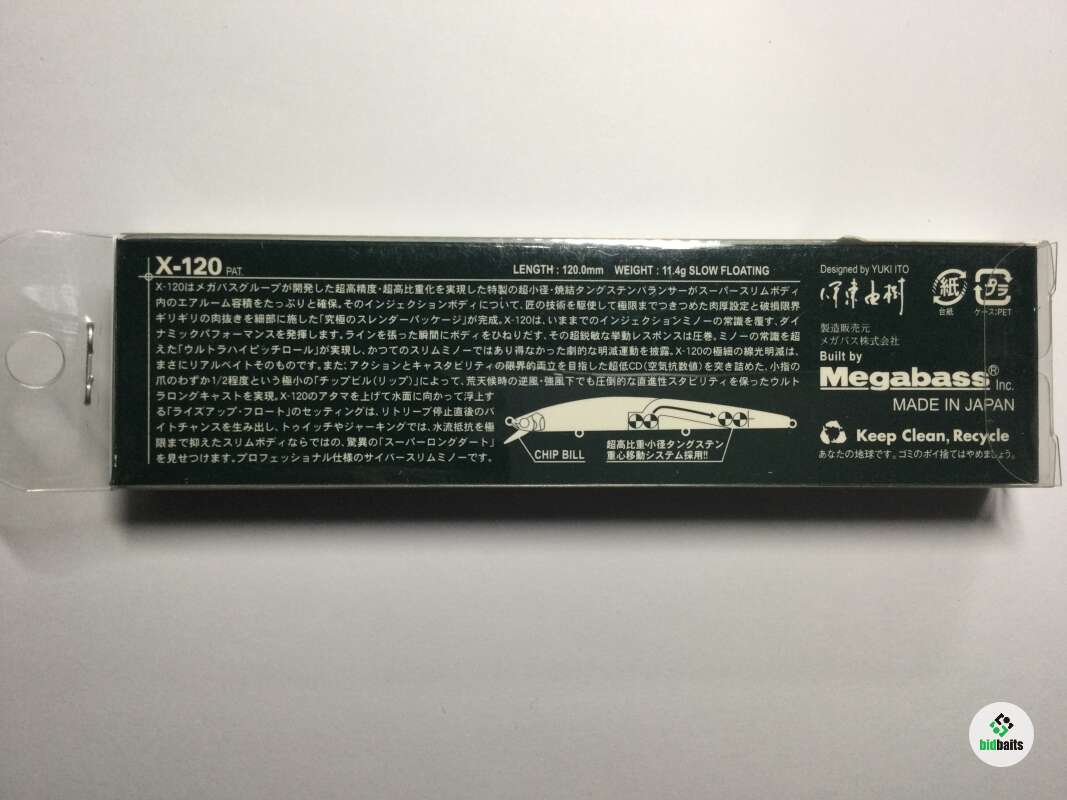 X-120 PAT.
LENGTH : 120.0mm WEIGHT : 11.4g SLOW FLOATING
X-120はメガバスグループが開発した超高精度・超高比重化を実現した特製の超小径・焼結タングステンバランサーがスーパースリムボディ
内のエアルーム容積をたっぷりと確保。そのインジェクションボディについて、匠の技術を駆使して極限までつきつめた肉厚設定と破損限界
ギリギリの肉抜きを細部に施した「究極のスレンダーパッケージ」が完成。X-120は、いままでのインジェクションミノーの常識を覆す、ダイ
ナミックパフォーマンスを発揮します。ラインを張った瞬間にボディをひねりだす、その超鋭敏な挙動レスポンスは圧巻。ミノーの常識を超
えた「ウルトラハイピッチロール」が実現し、かつてのスリムミノーではあり得なかった劇的な明滅運動を披露。X-120の極細の線光明滅は、
まさにリアルベイトそのものです。また、アクションとキャスタビリティの限界的両立を目指した超低CD(空気抗数値)を突き詰めた、小指の
爪のわずか1/2程度という極小の「チップビル(リップ)」によって、荒天候時の逆風・強風下でも圧倒的な直進性スタビリティを保ったウルト
ラロングキャストを実現。X-120のアタマを上げて水面に向かって浮上す
る「ライズアップ・フロート」のセッティングは、リトリーブ停止直後のバ
イトチャンスを生み出し、トゥイッチやジャーキングでは、水流抵抗を極
限まで抑えたスリムボディならではの、驚異の「スーパーロングダート」
を見せつけます。プロフェッショナル仕様のサイバースリムミノーです。
CHIP BILL
超高比重小径タングステン
重心移動システム採用!!
Designed by YUKI ITO
伊東由樹
紙
台紙
プラ
ケース:PET
製造販売元
メガバス株式会社
Built by
Megabass® Inc.
MADE IN JAPAN
Keep Clean, Recycle
あなたの地球です。ゴミのポイ捨てはやめましょう。
bidbaits